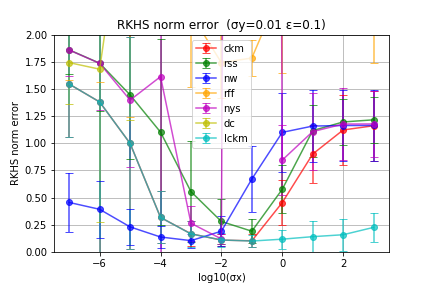 RKHS norm error (σy=0.01 ε=0.1)
RKHS norm error
2.00
1.75
1.50
1.25
1.00
0.75
0.50
0.25
0.00
ckm
rss
nw
rff
nys
dc
lckm
−6 −4 −2 0 2
log10(σx)